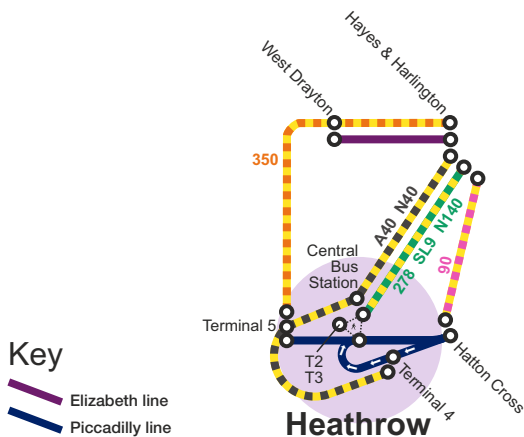 Hayes & Harlington
West Drayton
350
A40 N40
278 SL9 N140
90
Central
Bus
Station
Terminal 5
T2
T3
Terminal 4
Hatton Cross
Heathrow
Key
Elizabeth line
Piccadilly line